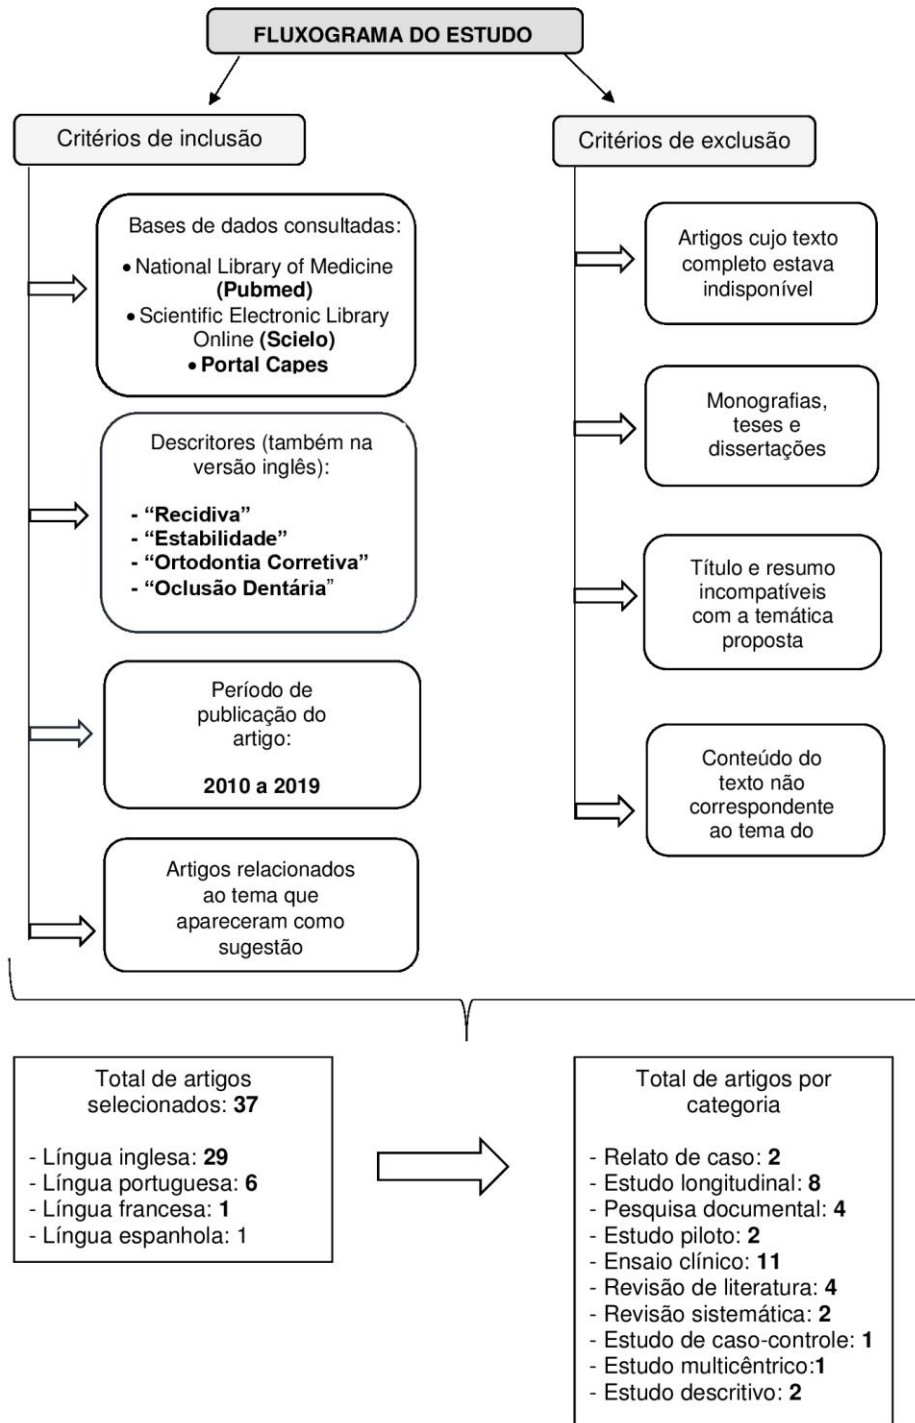 FLUXOGRAMA DO ESTUDO
Critérios de inclusão
Bases de dados consultadas:
• National Library of Medicine
(Pubmed)
• Scientific Electronic Library
Online (Scielo)
• Portal Capes
Descritores (também na
versão inglês):
- “Recidiva”
- “Estabilidade”
- “Ortodontia Corretiva”
- “Oclusão Dentária”
Período de
publicação do
artigo:
2010 a 2019
Artigos relacionados
ao tema que
apareceram como
sugestão
Critérios de exclusão
Artigos cujo texto
completo estava
indisponível
Monografias,
teses e
dissertações
Título e resumo
incompatíveis
com a temática
proposta
Conteúdo do
texto não
correspondente
ao tema do
Total de artigos
selecionados: 37
- Língua inglesa: 29
- Língua portuguesa: 6
- Língua francesa: 1
- Língua espanhola: 1
Total de artigos por
categoria
- Relato de caso: 2
- Estudo longitudinal: 8
- Pesquisa documental: 4
- Estudo piloto: 2
- Ensaio clínico: 11
- Revisão de literatura: 4
- Revisão sistemática: 2
- Estudo de caso-controle: 1
- Estudo multicêntrico:1
- Estudo descritivo: 2